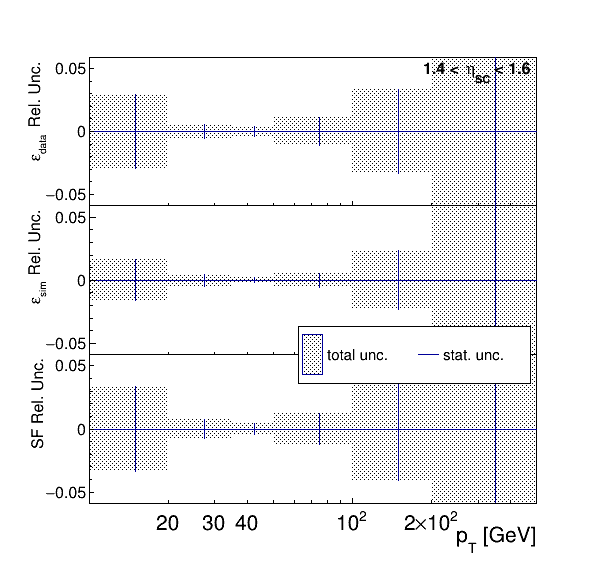 1.4 < η_SC < 1.6
ε_data Rel. Unc.
0.05
0
−0.05
ε_sim Rel. Unc.
0.05
0
−0.05
total unc.
stat. unc.
SF Rel. Unc.
0.05
0
−0.05
20 30 40 10² 2×10²
p_T [GeV]